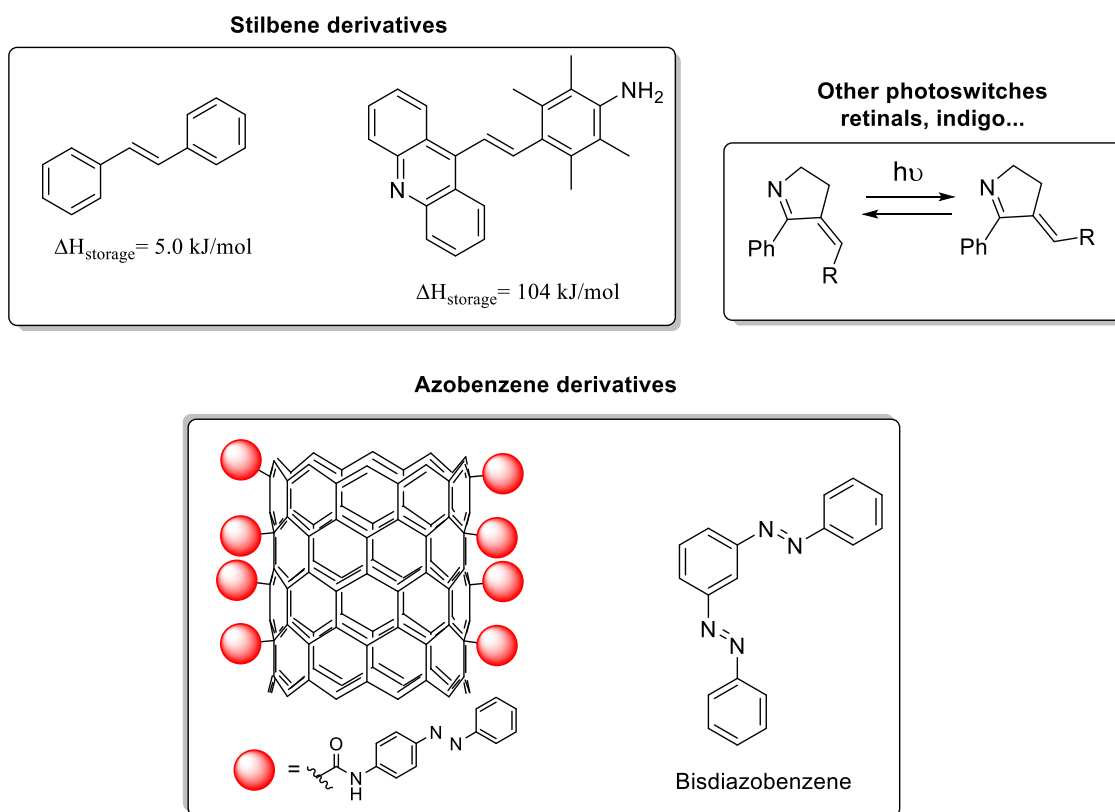 Stilbene derivatives
NH2
N
ΔHstorage= 5.0 kJ/mol
ΔHstorage= 104 kJ/mol
Other photoswitches
retinals, indigo...
N
hυ
N
Ph
R
Ph
R
Azobenzene derivatives
N
N
N
N
=
O
N
H
N
N
Bisdiazobenzene